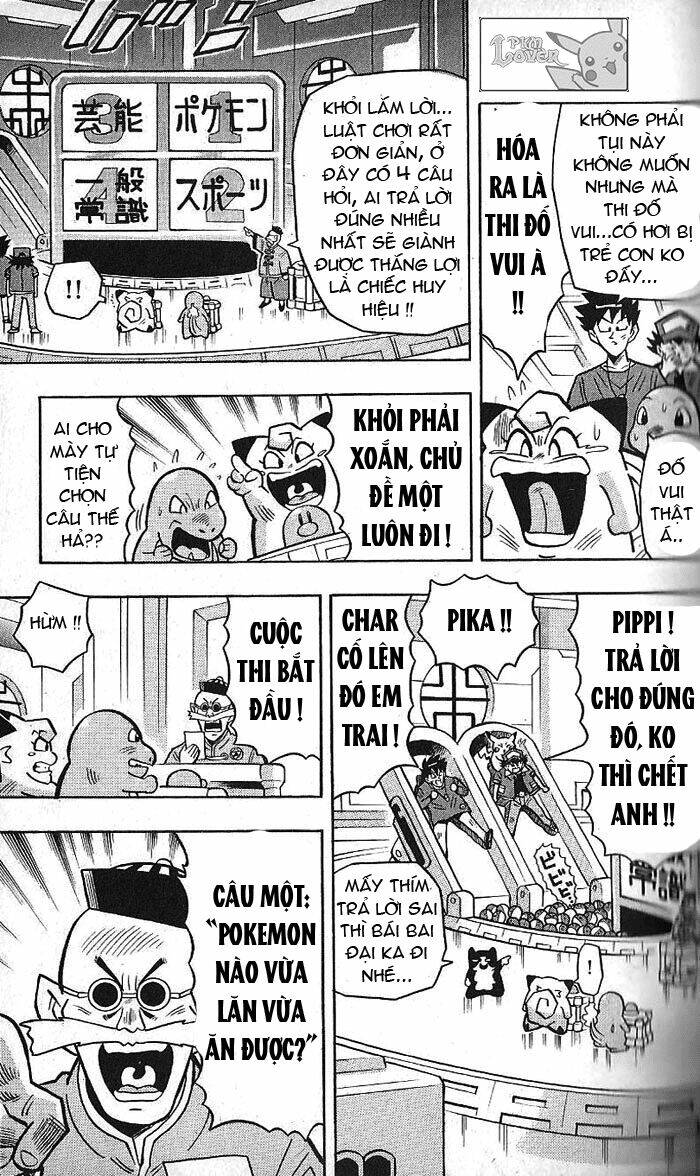 PKM
LOVER
KHÔNG PHẢI
TỤI NÀY
KHÔNG MUỐN
NHƯNG MÀ
THI ĐỐ
VUI...CÓ HƠI BỊ
TRẺ CON KO
ĐẤY...
HÓA
RA LÀ
THI ĐỐ
VUI À
!!
ĐỐ
VUI THẬT
Á..
KHỎI LẮM LỜI...
LUẬT CHƠI RẤT
ĐƠN GIẢN, Ở
ĐÂY CÓ 4 CÂU
HỎI, AI TRẢ LỜI
ĐÚNG NHIỀU
NHẤT SẼ GIÀNH
ĐƯỢC THẮNG LỢI
LÀ CHIẾC HUY
HIỆU !!
ポケモン
1
スポーツ
2
芸能
3
一般
常識
4
!!
KHỎI PHẢI
XOẮN, CHỦ
ĐỀ MỘT
LUÔN ĐI !
AI CHO
MÀY TỰ
TIỆN
CHỌN
CÂU THẾ
HẢ??
PIPPI !
TRẢ LỜI
CHO ĐÚNG
ĐÓ, KO
THÌ CHẾT
ANH !!
PIKA !!
CHAR
CỐ LÊN
ĐÓ EM
TRAI !
MẤY THÍM
TRẢ LỜI SAI
THÌ BÁI BAI
ĐẠI KA ĐI
NHÉ...
常識
!
CUỘC
THI BẮT
ĐẦU !
HỪM !!
CÂU MỘT:
“POKEMON
NÀO VỪA
LĂN VỪA
ĂN ĐƯỢC?”